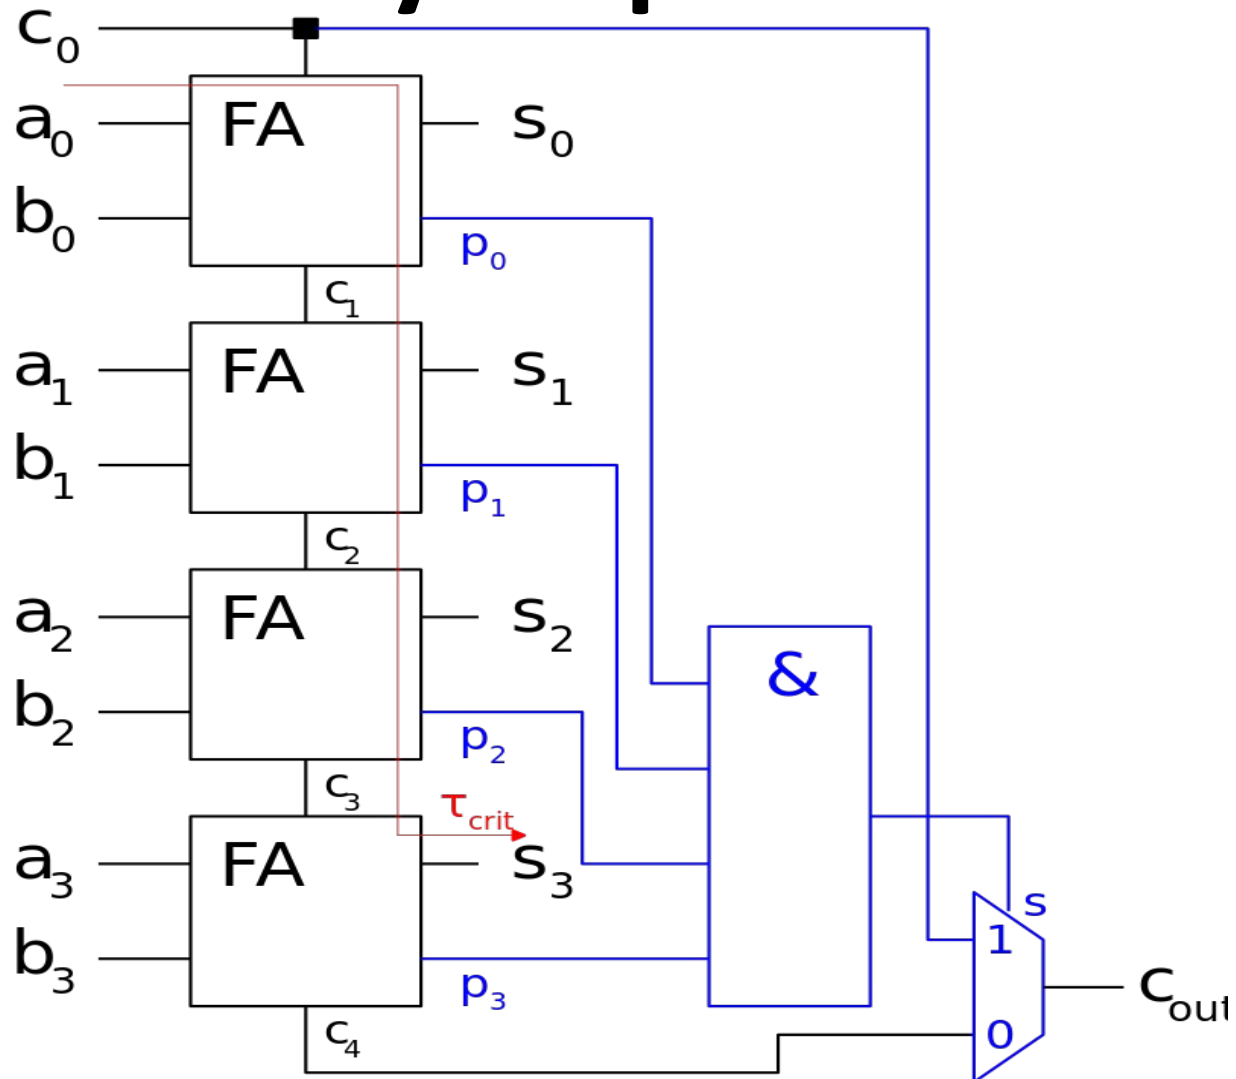 c0
a0 FA s0
b0 p0
c1
a1 FA s1
b1 p1
c2
a2 FA s2
b2 p2 &
c3 τcrit
a3 FA s3 s
b3 p3 1 cout
c4 0